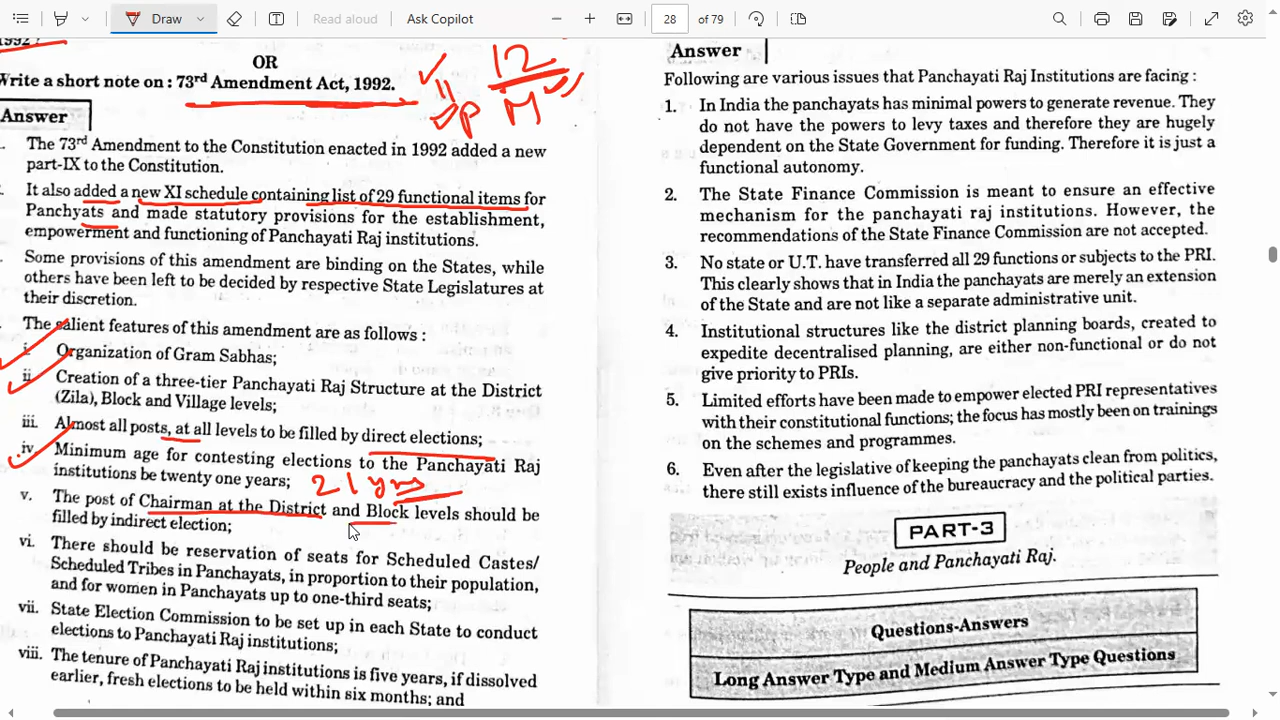 Draw
Read aloud
Ask Copilot
28 of 79
1992 ?
OR
Write a short note on : 73rd Amendment Act, 1992.
12
M
Answer
The 73rd Amendment to the Constitution enacted in 1992 added a new
part-IX to the Constitution.
It also added a new XI schedule containing list of 29 functional items for
Panchyats and made statutory provisions for the establishment,
empowerment and functioning of Panchayati Raj institutions.
Some provisions of this amendment are binding on the States, while
others have been left to be decided by respective State Legislatures at
their discretion.
The salient features of this amendment are as follows :
i. Organization of Gram Sabhas;
ii. Creation of a three-tier Panchayati Raj Structure at the District
(Zila), Block and Village levels;
iii. Almost all posts, at all levels to be filled by direct elections;
iv. Minimum age for contesting elections to the Panchayati Raj
institutions be twenty one years; 21 yrs
v. The post of Chairman at the District and Block levels should be
filled by indirect election;
vi. There should be reservation of seats for Scheduled Castes/
Scheduled Tribes in Panchayats, in proportion to their population,
and for women in Panchayats up to one-third seats;
vii. State Election Commission to be set up in each State to conduct
elections to Panchayati Raj institutions;
viii. The tenure of Panchayati Raj institutions is five years, if dissolved
earlier, fresh elections to be held within six months; and
Answer
Following are various issues that Panchayati Raj Institutions are facing :
1. In India the panchayats has minimal powers to generate revenue. They
do not have the powers to levy taxes and therefore they are hugely
dependent on the State Government for funding. Therefore it is just a
functional autonomy.
2. The State Finance Commission is meant to ensure an effective
mechanism for the panchayati raj institutions. However, the
recommendations of the State Finance Commission are not accepted.
3. No state or U.T. have transferred all 29 functions or subjects to the PRI.
This clearly shows that in India the panchayats are merely an extension
of the State and are not like a separate administrative unit.
4. Institutional structures like the district planning boards, created to
expedite decentralised planning, are either non-functional or do not
give priority to PRIs.
5. Limited efforts have been made to empower elected PRI representatives
with their constitutional functions; the focus has mostly been on trainings
on the schemes and programmes.
6. Even after the legislative of keeping the panchayats clean from politics,
there still exists influence of the bureaucracy and the political parties.
PART-3
People and Panchayati Raj.
Questions-Answers
Long Answer Type and Medium Answer Type Questions